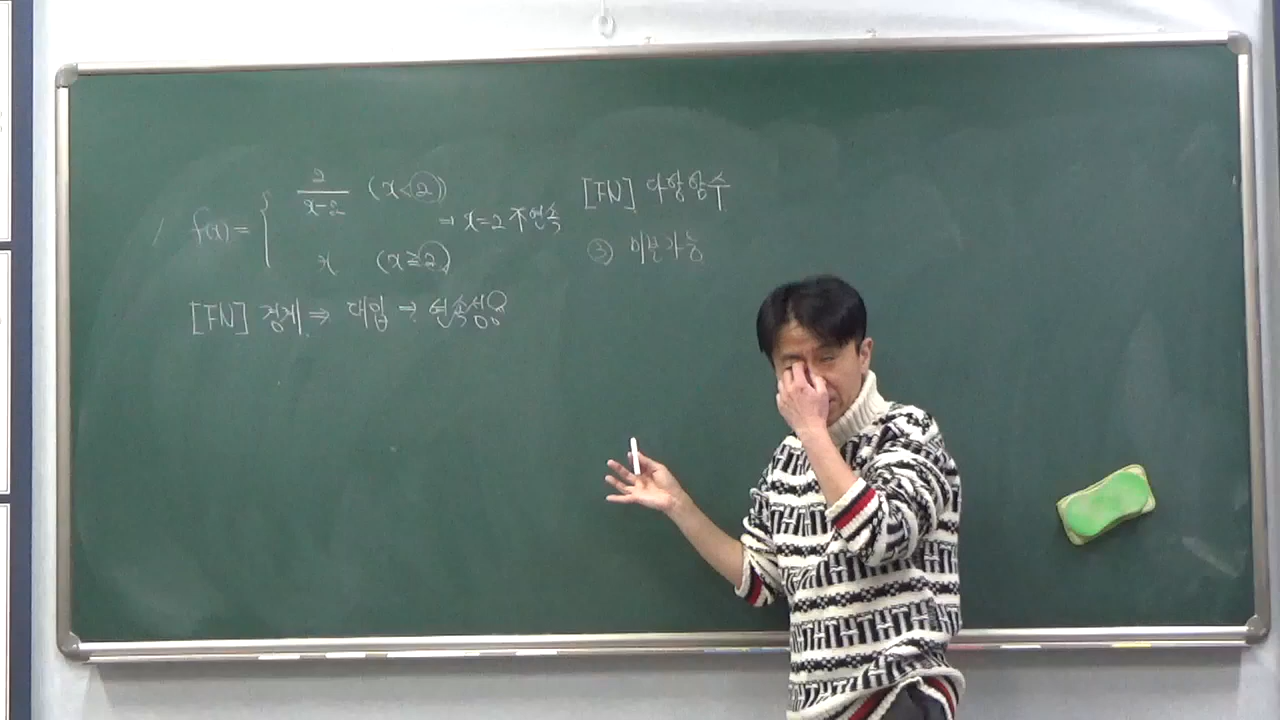 f(x) = { 2/(x-2) (x<2)
x (x≧2)
⇒ x=2 不연속
[FN] 경계 ⇒ 대입 ⇒ 연속성
[FN] 다항함수
③ 미분가능